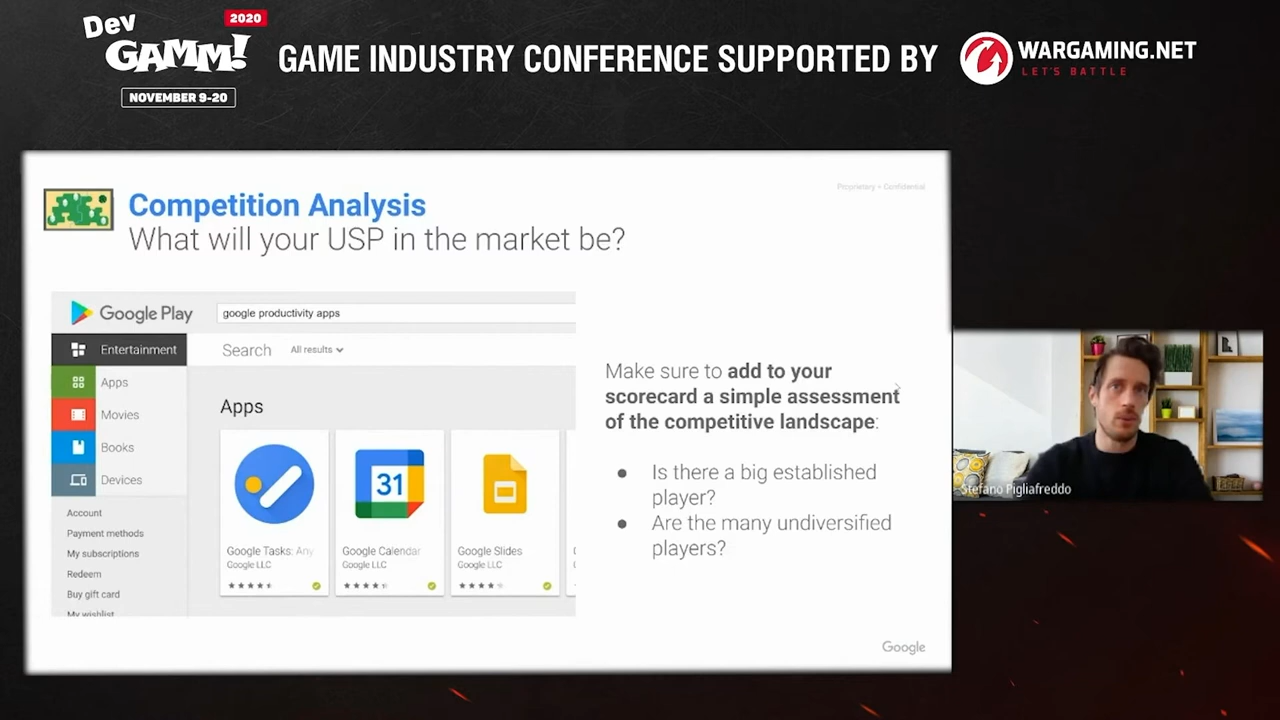 Dev
GAMM!
2020
NOVEMBER 9-20
GAME INDUSTRY CONFERENCE SUPPORTED BY
WARGAMING.NET
LET'S BATTLE
Proprietary + Confidential
Competition Analysis
What will your USP in the market be?
Google Play
google productivity apps
Entertainment
Search
All results
Apps
Movies
Books
Devices
Account
Payment methods
My subscriptions
Redeem
Buy gift card
My wishlist
Apps
31
Google Tasks: Any
Google LLC
Google Calendar
Google LLC
Google Slides
Google LLC
Make sure to add to your
scorecard a simple assessment
of the competitive landscape:
● Is there a big established
player?
● Are the many undiversified
players?
Google
Stefano Pigliafreddo